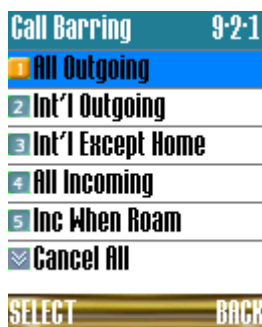 Call Barring 9·2·1
1 All Outgoing
2 Int'l Outgoing
3 Int'l Except Home
4 All Incoming
5 Inc When Roam
Cancel All
SELECT BACK